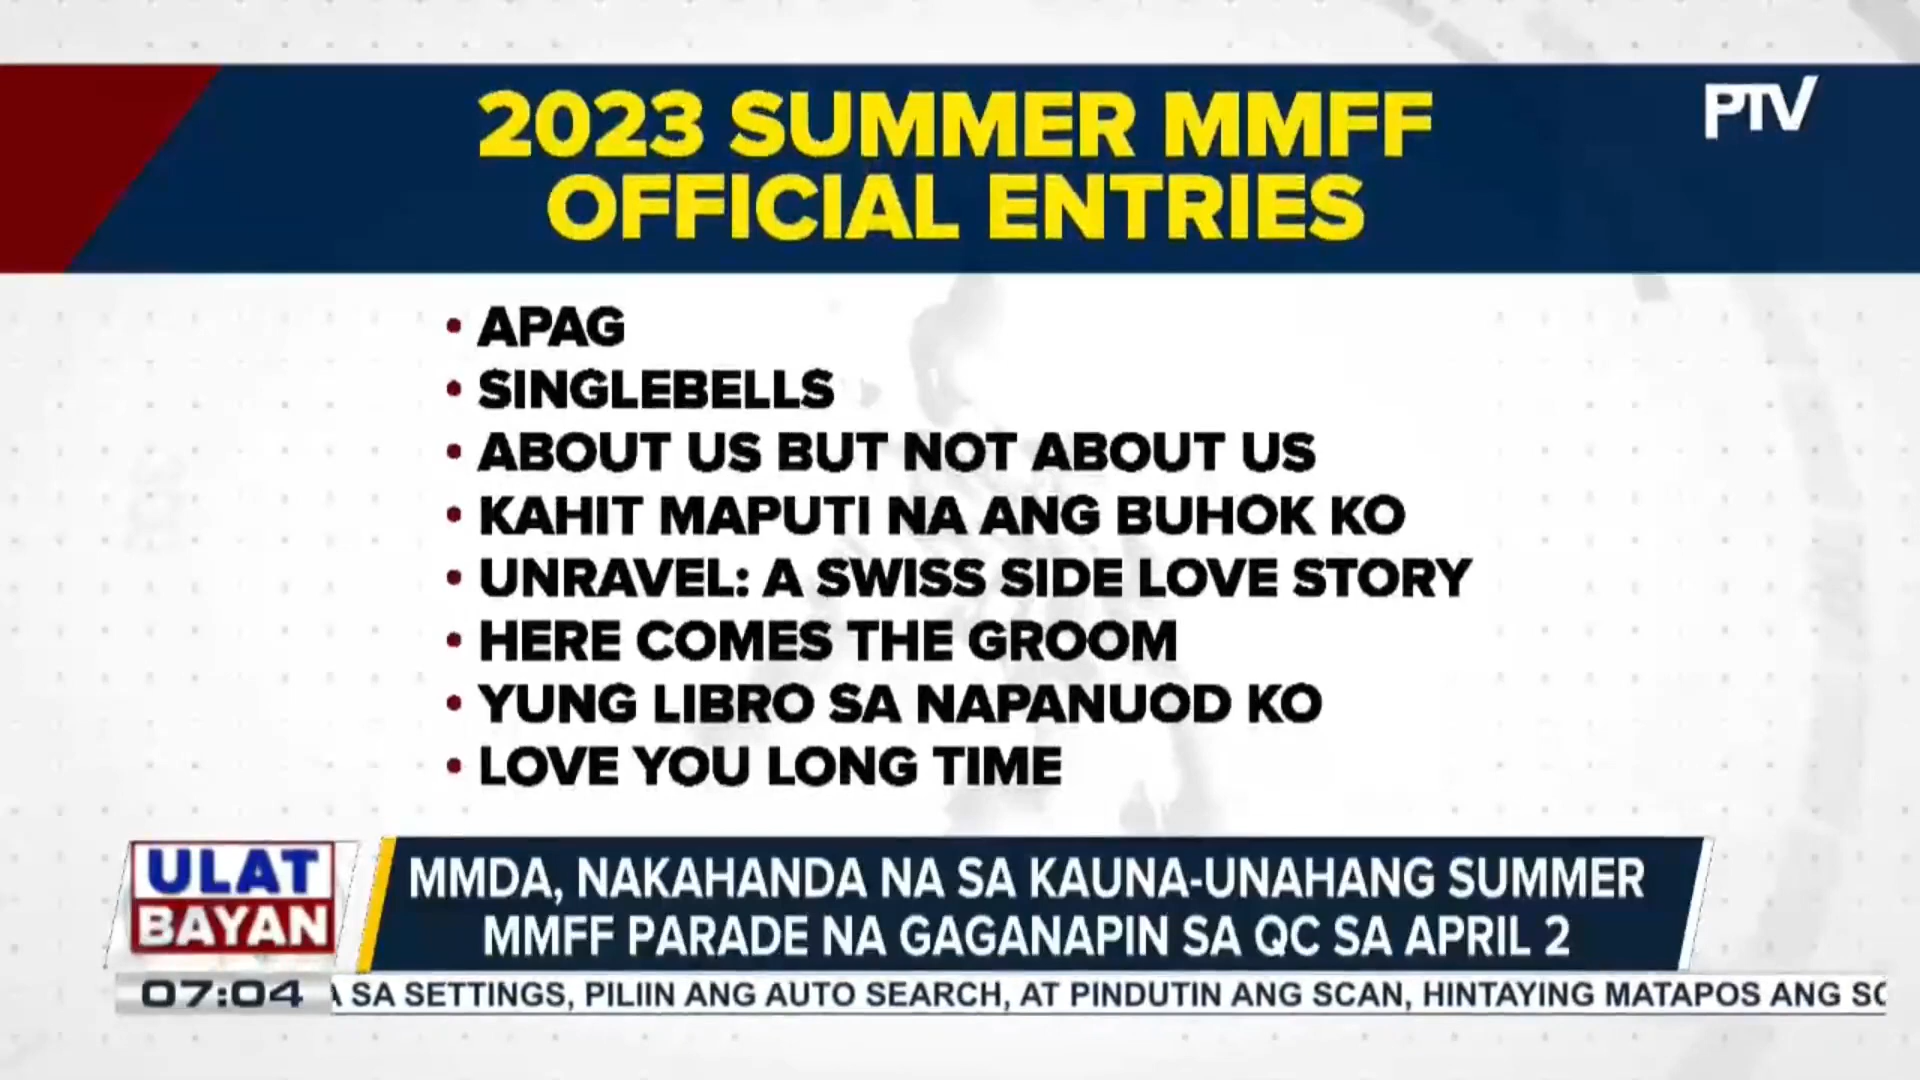 2023 SUMMER MMFF
OFFICIAL ENTRIES
PTV
• APAG
• SINGLEBELLS
• ABOUT US BUT NOT ABOUT US
• KAHIT MAPUTI NA ANG BUHOK KO
• UNRAVEL: A SWISS SIDE LOVE STORY
• HERE COMES THE GROOM
• YUNG LIBRO SA NAPANUOD KO
• LOVE YOU LONG TIME
ULAT
BAYAN
MMDA, NAKAHANDA NA SA KAUNA-UNAHANG SUMMER
MMFF PARADE NA GAGANAPIN SA QC SA APRIL 2
07:04
SA SETTINGS, PILIIN ANG AUTO SEARCH, AT PINDUTIN ANG SCAN, HINTAYING MATAPOS ANG